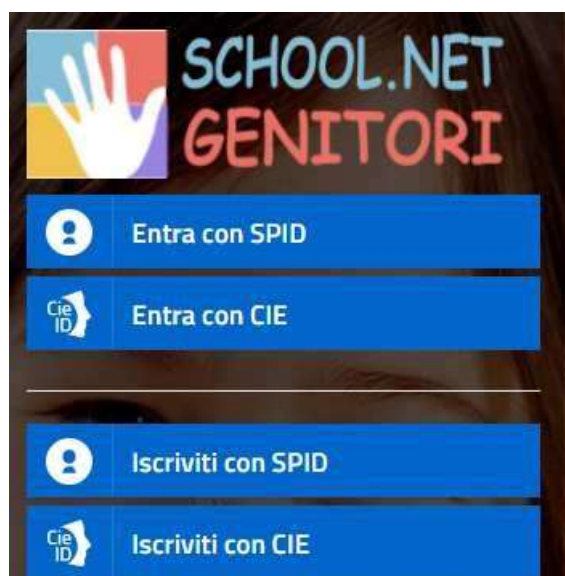 SCHOOL.NET
GENITORI
Entra con SPID
Cie
ID
Entra con CIE
Iscriviti con SPID
Cie
ID
Iscriviti con CIE